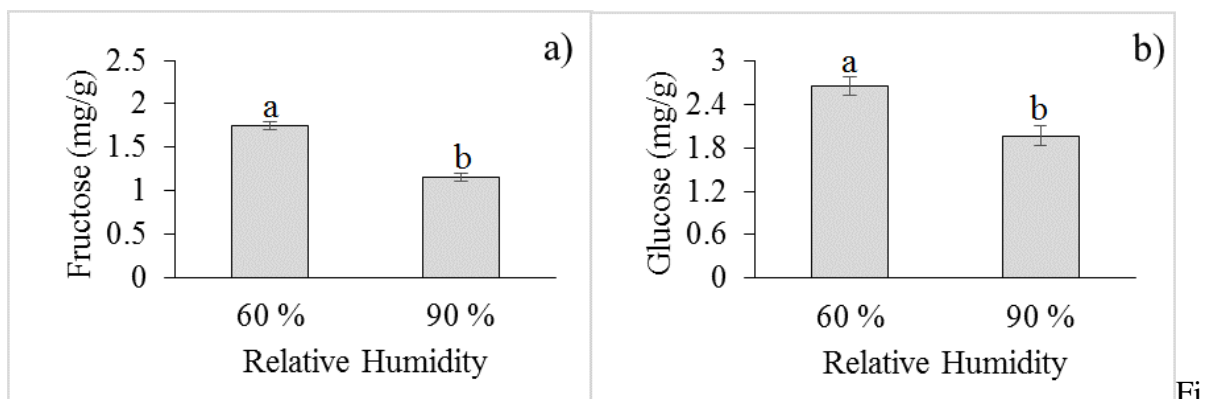 a)
Fructose (mg/g)
2.5
2
1.5
1
0.5
0
a
b
60 %
90 %
Relative Humidity
b)
Glucose (mg/g)
3
2.4
1.8
1.2
0.6
0
a
b
60 %
90 %
Relative Humidity
Fi